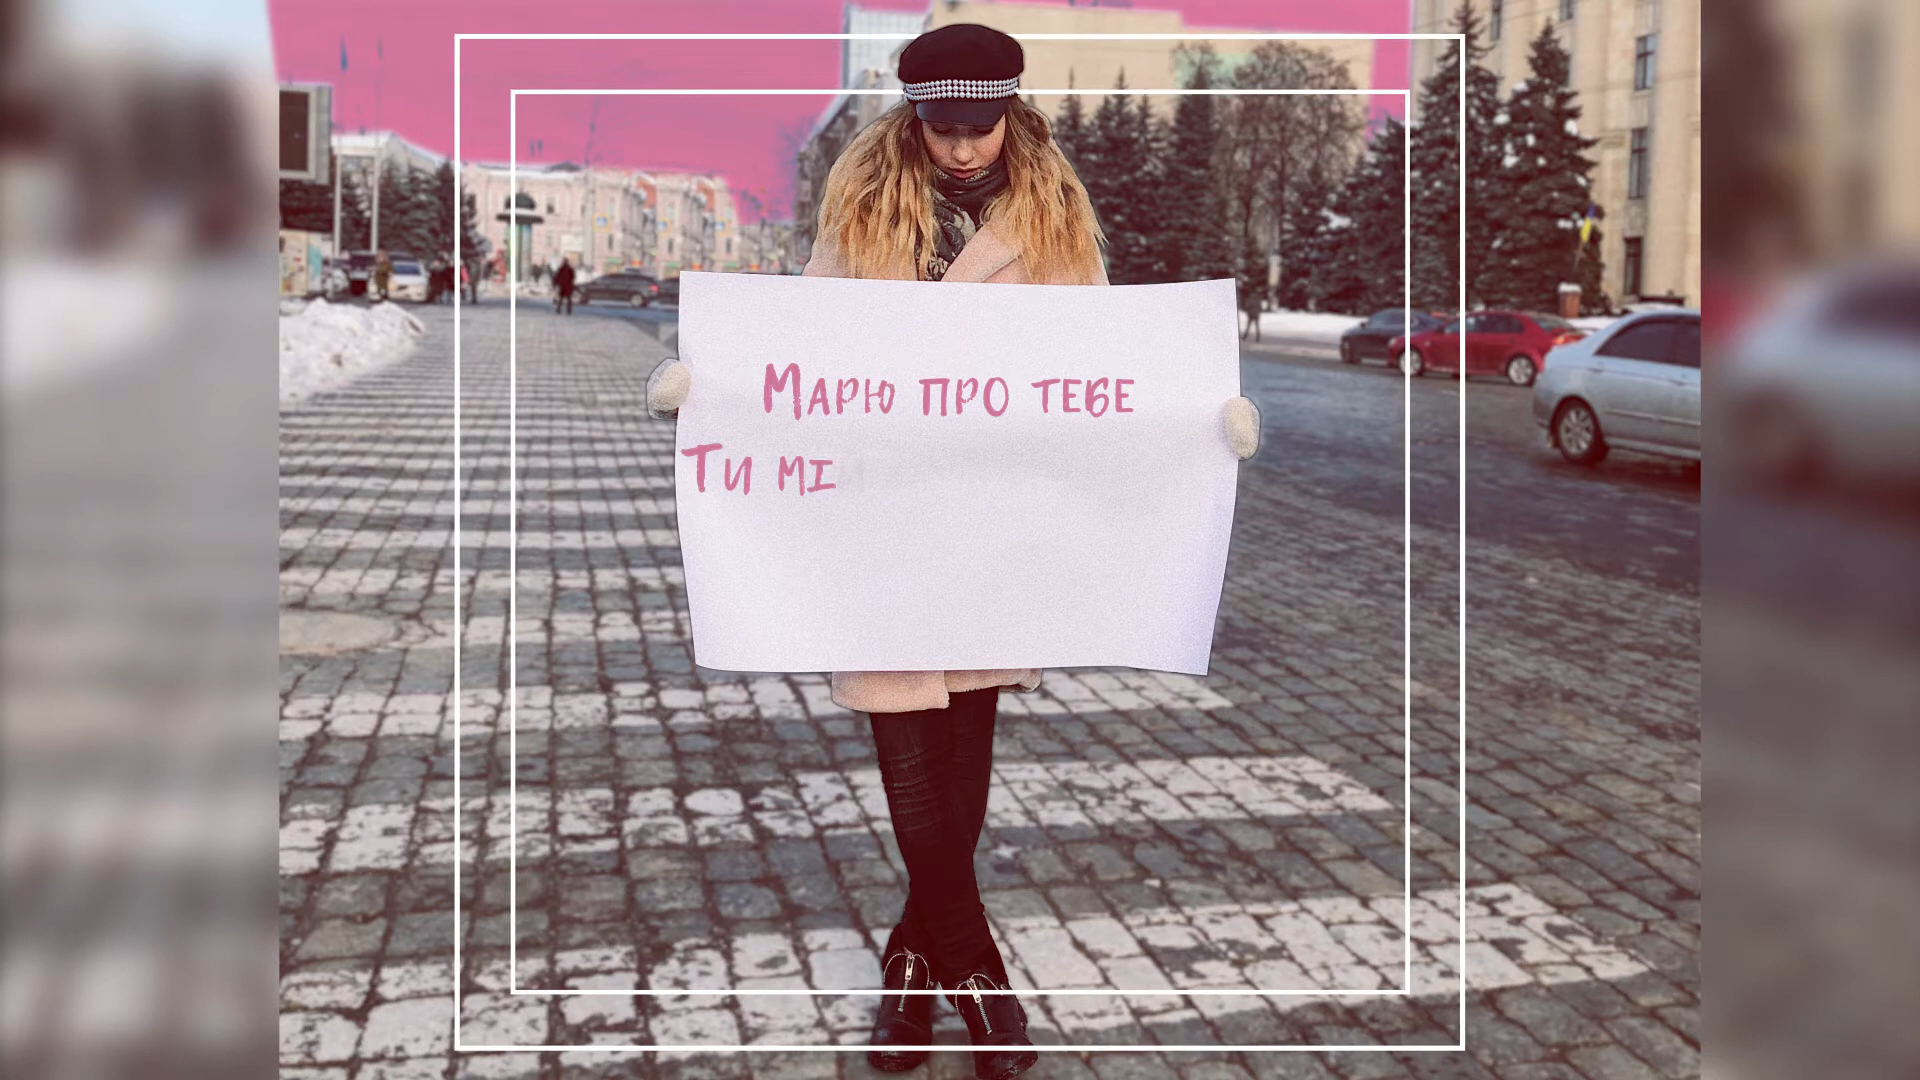 Марю про тебе
Ти мі